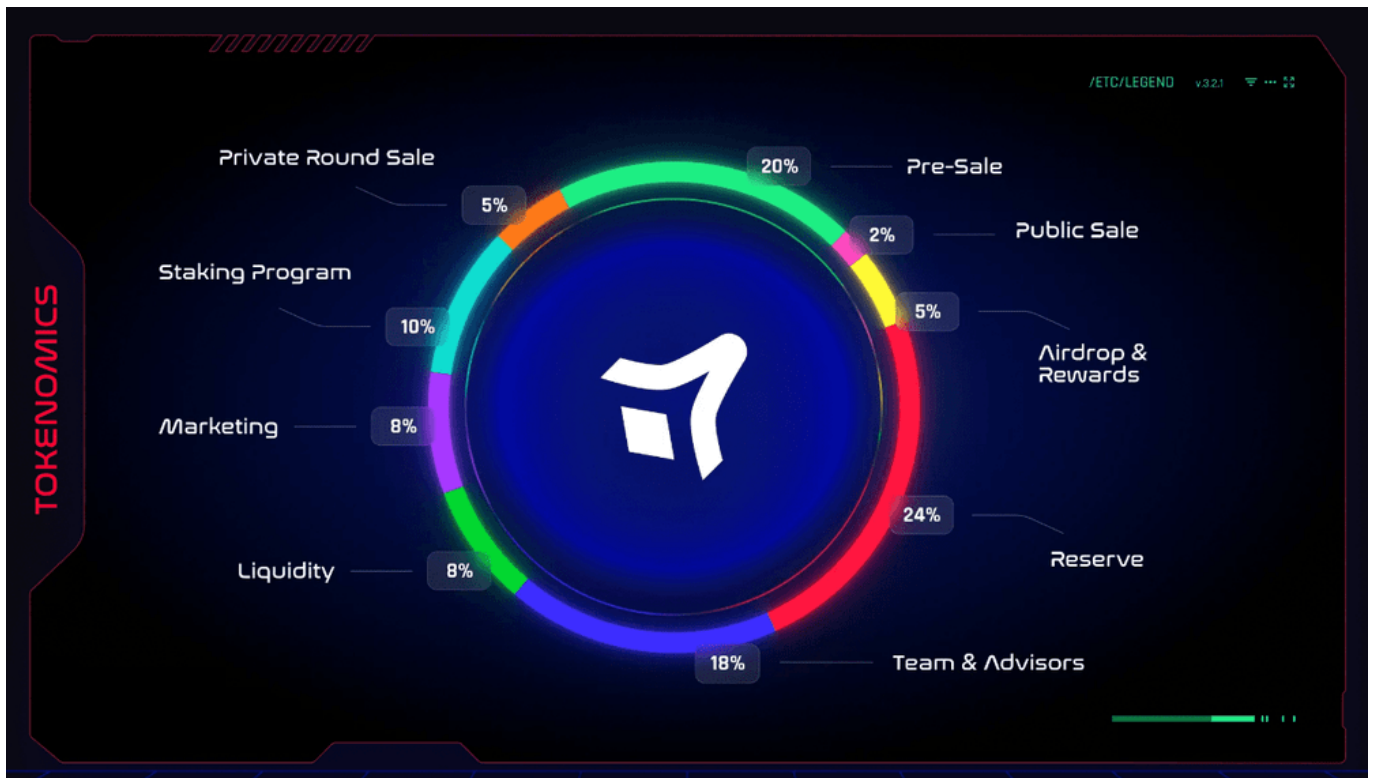 /ETC/LEGEND v.3.2.1
TOKENOMICS
Private Round Sale
5%
20%
Pre-Sale
2%
Public Sale
Staking Program
10%
5%
Airdrop &
Rewards
Marketing
8%
24%
Reserve
Liquidity
8%
18%
Team & Advisors